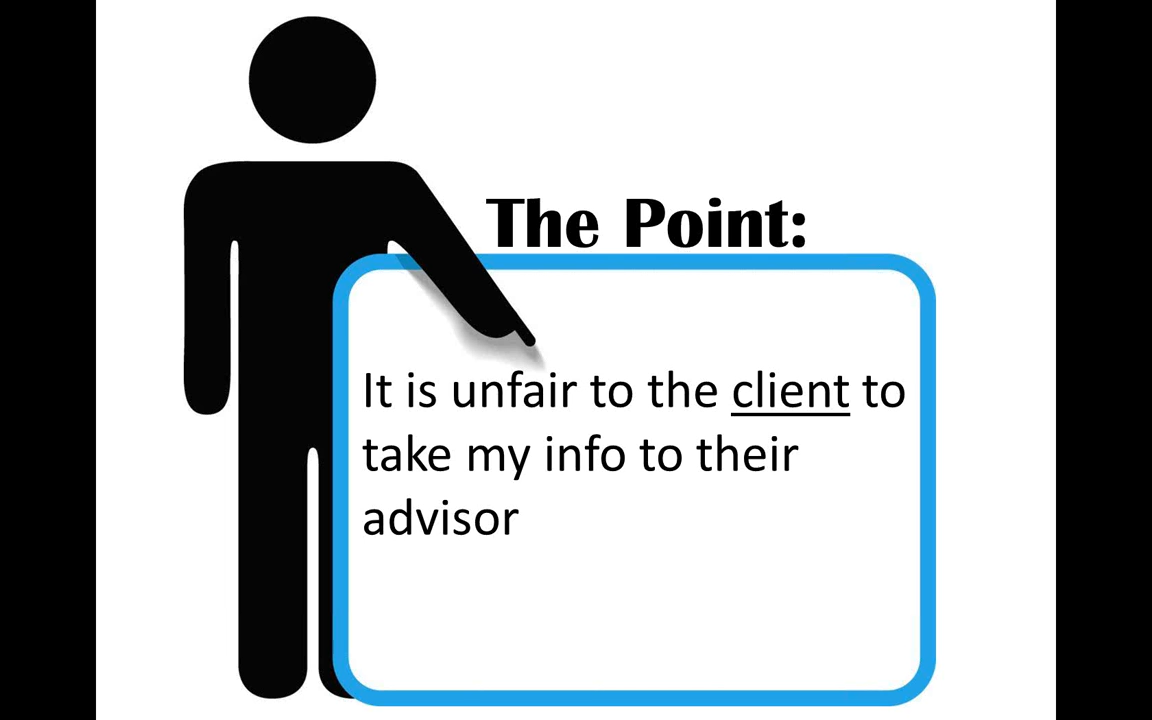 The Point:
It is unfair to the client to
take my info to their
advisor